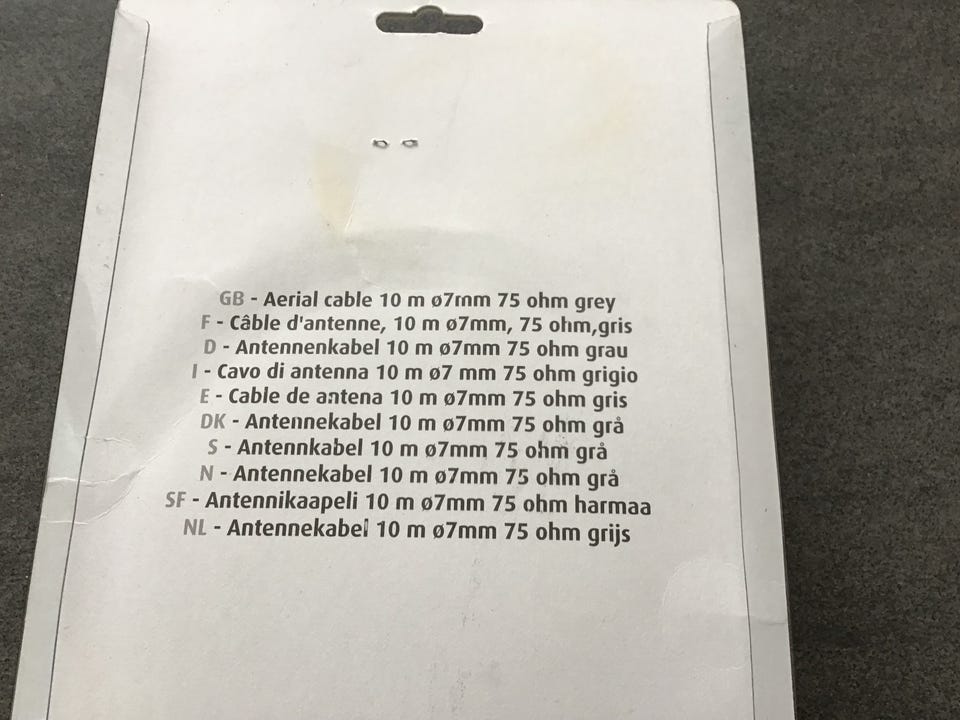 GB - Aerial cable 10 m ø7mm 75 ohm grey
F - Câble d'antenne, 10 m ø7mm, 75 ohm,gris
D - Antennenkabel 10 m ø7mm 75 ohm grau
I - Cavo di antenna 10 m ø7 mm 75 ohm grigio
E - Cable de antena 10 m ø7mm 75 ohm gris
DK - Antennekabel 10 m ø7mm 75 ohm grå
S - Antennkabel 10 m ø7mm 75 ohm grå
N - Antennekabel 10 m ø7mm 75 ohm grå
SF - Antennikaapeli 10 m ø7mm 75 ohm harmaa
NL - Antennekabel 10 m ø7mm 75 ohm grijs